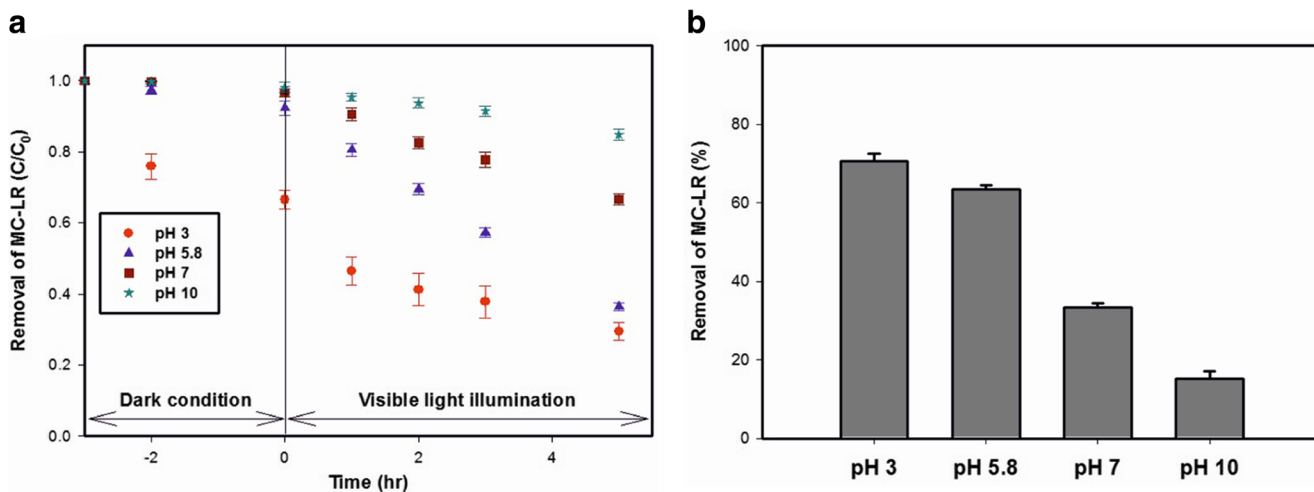 a
Removal of MC-LR (C/C0)
1.0
0.8
0.6
0.4
0.2
0.0
pH 3
pH 5.8
pH 7
pH 10
Dark condition
Visible light illumination
-2
0
2
4
Time (hr)
b
Removal of MC-LR (%)
100
80
60
40
20
0
pH 3
pH 5.8
pH 7
pH 10